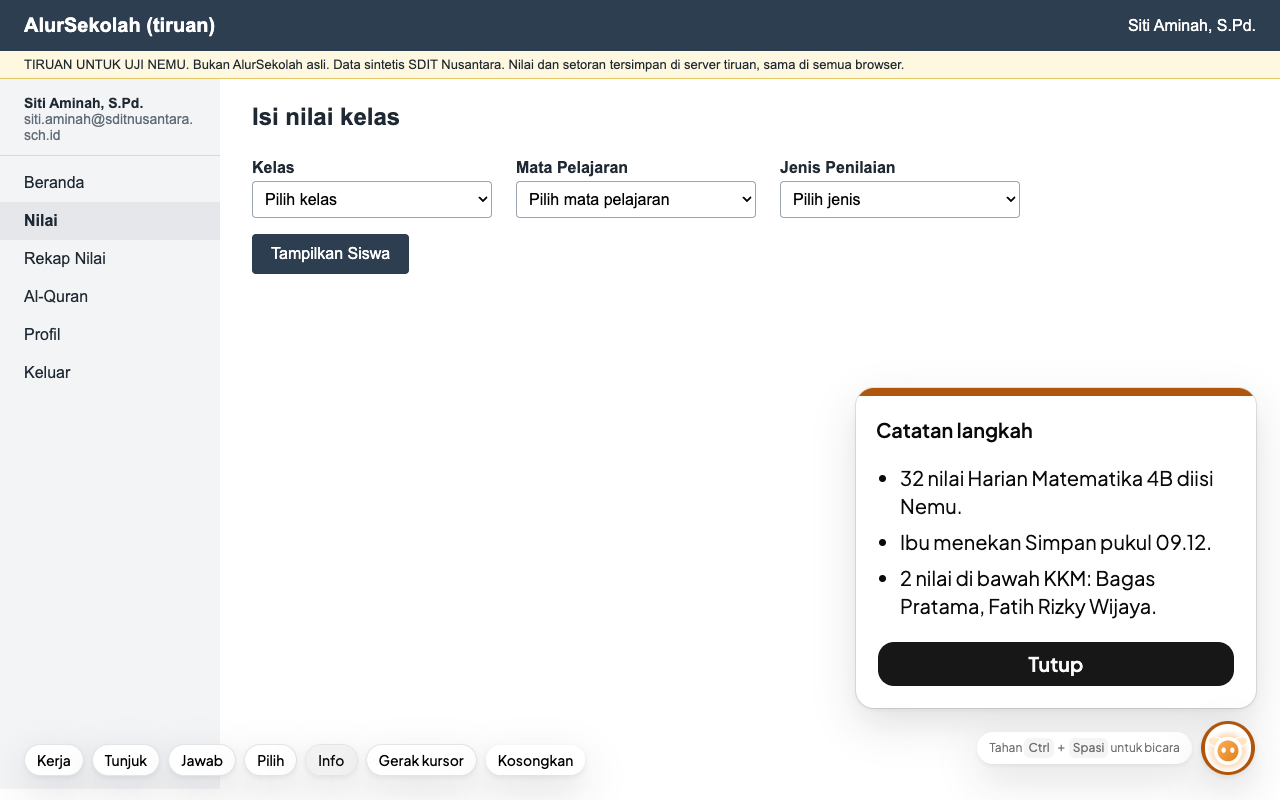 AlurSekolah (tiruan)
Siti Aminah, S.Pd.
TIRUAN UNTUK UJI NEMU. Bukan AlurSekolah asli. Data sintetis SDIT Nusantara. Nilai dan setoran tersimpan di server tiruan, sama di semua browser.
Siti Aminah, S.Pd.
siti.aminah@sditnusantara.
sch.id
Beranda
Nilai
Rekap Nilai
Al-Quran
Profil
Keluar
Isi nilai kelas
Kelas
Mata Pelajaran
Jenis Penilaian
Pilih kelas
Pilih mata pelajaran
Pilih jenis
Tampilkan Siswa
Catatan langkah
32 nilai Harian Matematika 4B diisi
Nemu.
Ibu menekan Simpan pukul 09.12.
2 nilai di bawah KKM: Bagas
Pratama, Fatih Rizky Wijaya.
Tutup
Tahan Ctrl + Spasi untuk bicara
Kerja
Tunjuk
Jawab
Pilih
Info
Gerak kursor
Kosongkan